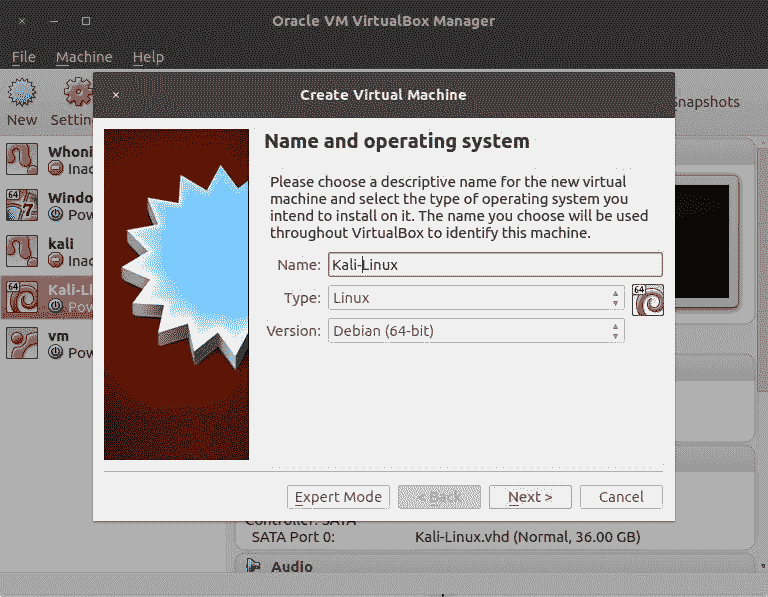 Oracle VM VirtualBox Manager
File Machine Help
New Settin
Snapshots
Create Virtual Machine
Name and operating system
Please choose a descriptive name for the new virtual
machine and select the type of operating system you
intend to install on it. The name you choose will be used
throughout VirtualBox to identify this machine.
Name: Kali-Linux
Type: Linux
64
Version: Debian (64-bit)
Expert Mode < Back Next > Cancel
Whoni
Inac
64
7
Windo
Pow
kali
Inac
64
Kali-Li
Pow
vm
Pow
Controller: SATA
SATA Port 0: Kali-Linux.vhd (Normal, 36.00 GB)
Audio